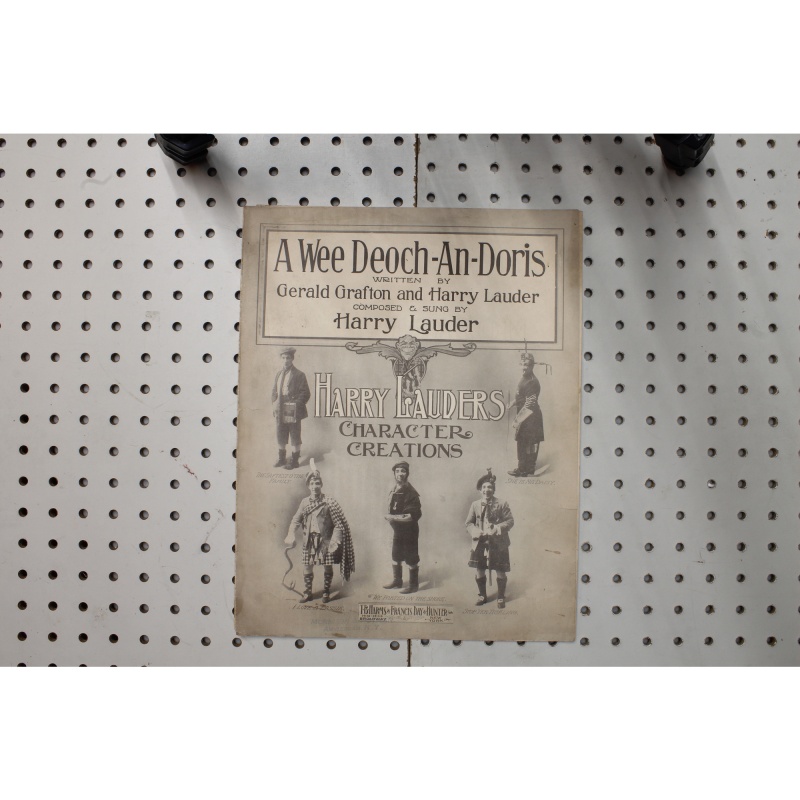 A Wee Deoch-An-Doris
WRITTEN BY
Gerald Grafton and Harry Lauder
COMPOSED & SUNG BY
Harry Lauder
HARRY LAUDERS
CHARACTER
CREATIONS
T.B. HARMS & FRANCIS DAY & HUNTER